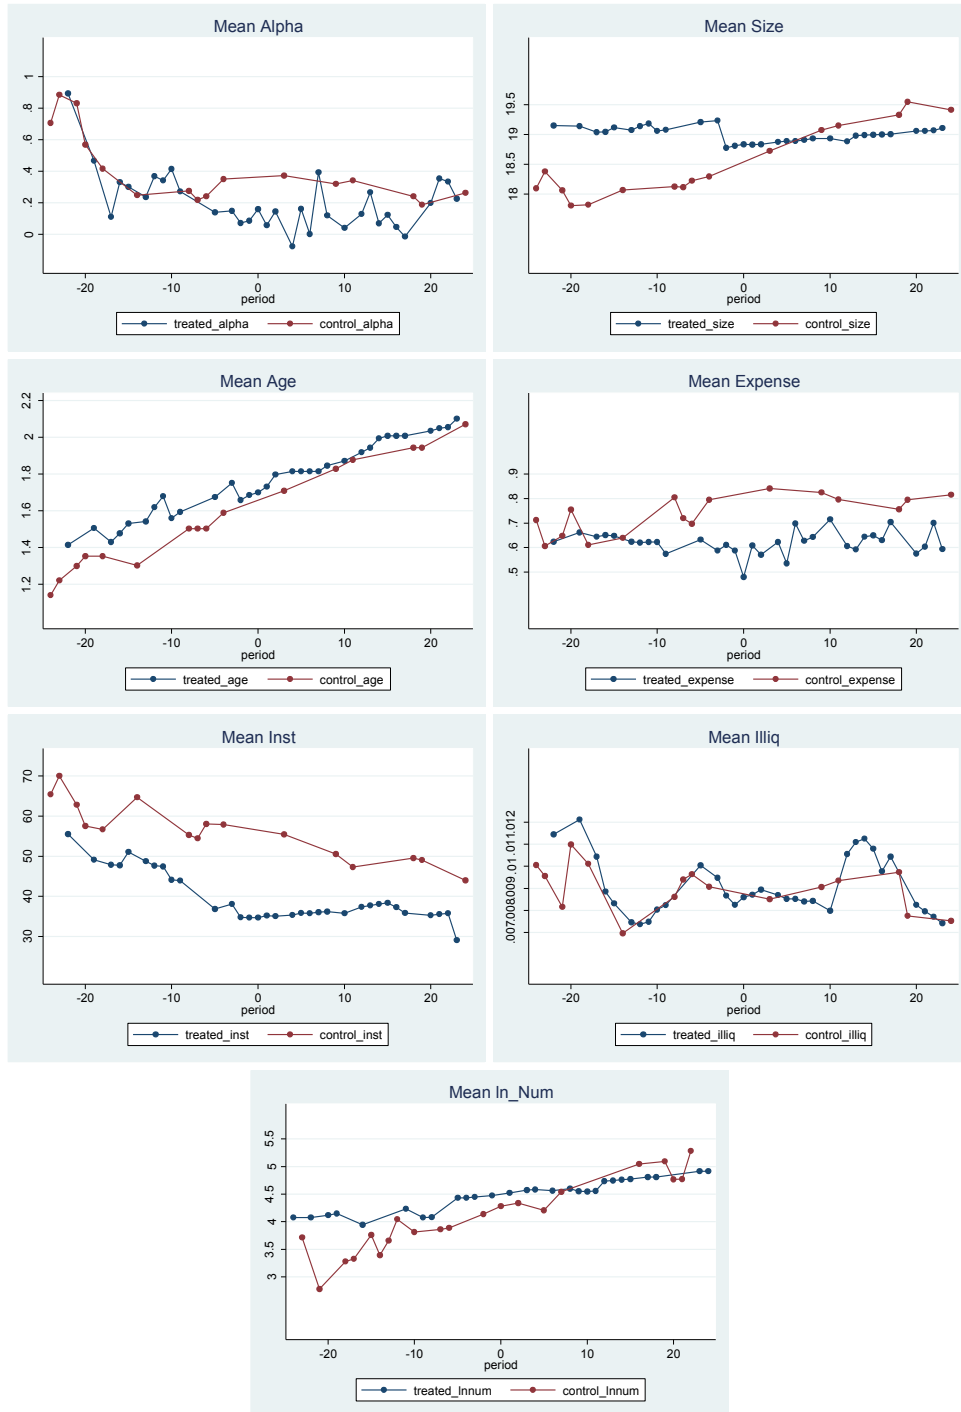 Mean Alpha
1
.8
.6
.4
.2
0
-20 -10 0 10 20
period
treated_alpha control_alpha
Mean Size
19.5
19
18.5
18
-20 -10 0 10 20
period
treated_size control_size
Mean Age
2.2
2
1.8
1.6
1.4
1.2
-20 -10 0 10 20
period
treated_age control_age
Mean Expense
.9
.8
.7
.6
.5
-20 -10 0 10 20
period
treated_expense control_expense
Mean Inst
70
60
50
40
30
-20 -10 0 10 20
period
treated_inst control_inst
Mean Illiq
.007.008.009.01.011.012
-20 -10 0 10 20
period
treated_illiq control_illiq
Mean ln_Num
5.5
5
4.5
4
3.5
3
-20 -10 0 10 20
period
treated_lnnum control_lnnum